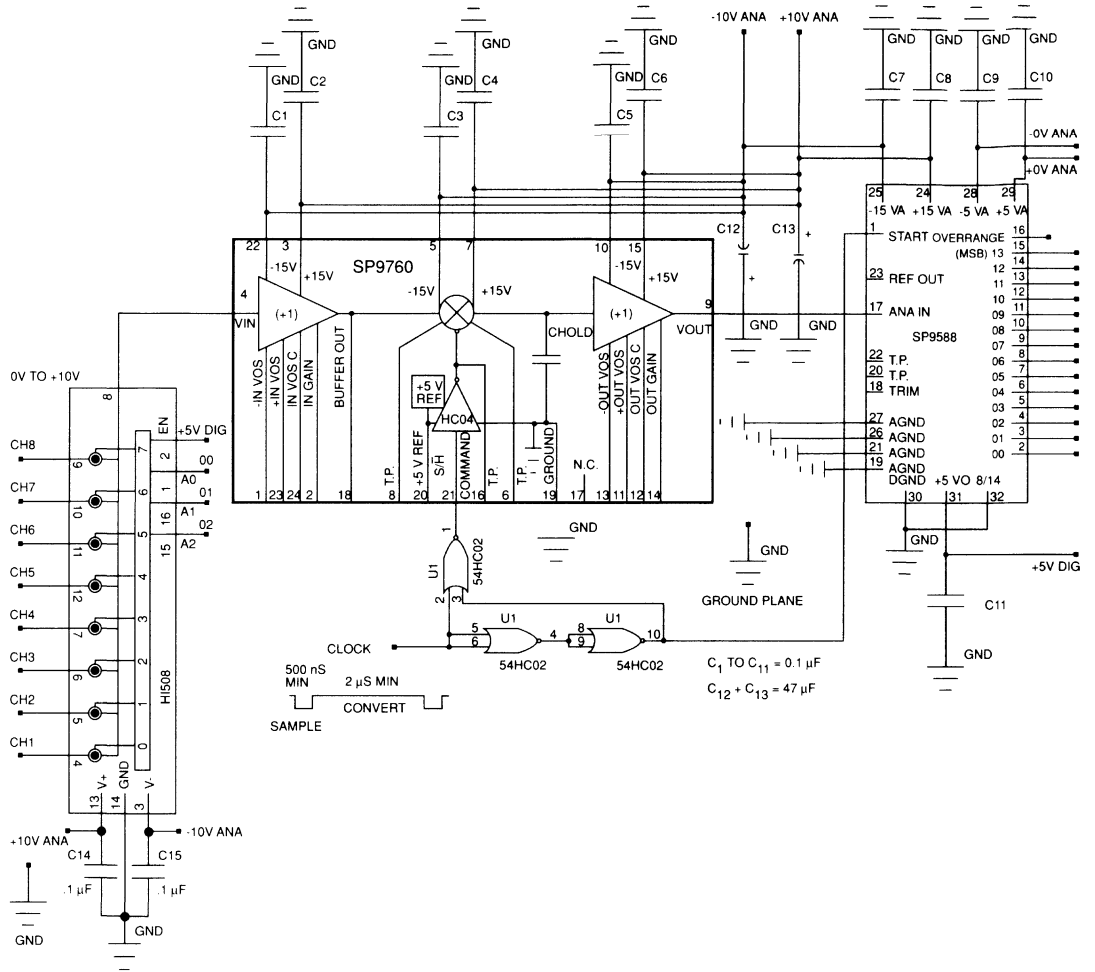 -10V ANA +10V ANA
GND GND GND GND GND GND
GND GND GND
C2 C4 C6 C7 C8 C9 C10
C1 C3 C5
-0V ANA
+0V ANA
25 24 28 29
-15 VA +15 VA -5 VA +5 VA
22 3 5 7 10 15
C12 C13 + +
SP9760
-15V +15V -15V +15V -15V +15V
4 VIN (+1)
CHOLD (+1) 9 VOUT
GND GND
-IN VOS
+IN VOS
IN VOS C
IN GAIN
BUFFER OUT
+5 V REF
HC04
T.P.
+5 V REF
S/H COMMAND
T.P.
T.P.
GROUND
N.C.
-OUT VOS
+OUT VOS
OUT VOS C
OUT GAIN
1 23 24 2 18 8 20 21 16 6 19 17 13 11 12 14
1 START OVERRANGE 16
(MSB) 13 15
12 14
23 REF OUT 11 13
10 12
17 ANA IN 09 11
08 10
SP9588
07 9
22 T.P. 06 8
20 T.P. 05 7
18 TRIM 04 6
03 5
27 AGND 02 4
26 AGND 01 3
21 AGND 00 2
19 AGND
DGND +5 VO 8/14
30 31 32
GND
+5V DIG
C11
GND
0V TO +10V
8
EN
+5V DIG
2 00
A0
1 01
A1
16 02
15 A2
CH8 9 7
CH7 10 6
CH6 11 5
CH5 12 4
CH4 7 3
CH3 6 2
CH2 5 1
CH1 4 0
HI508
V+ GND V-
13 14 3
+10V ANA -10V ANA
C14 C15
.1 µF .1 µF
GND
GND
1
U1
54HC02
2 3
GND
GND
GROUND PLANE
U1 U1
5 6 4 8 9 10
CLOCK
54HC02 54HC02
500 nS MIN
2 µS MIN
CONVERT
SAMPLE
C1 TO C11 = 0.1 µF
C12 + C13 = 47 µF